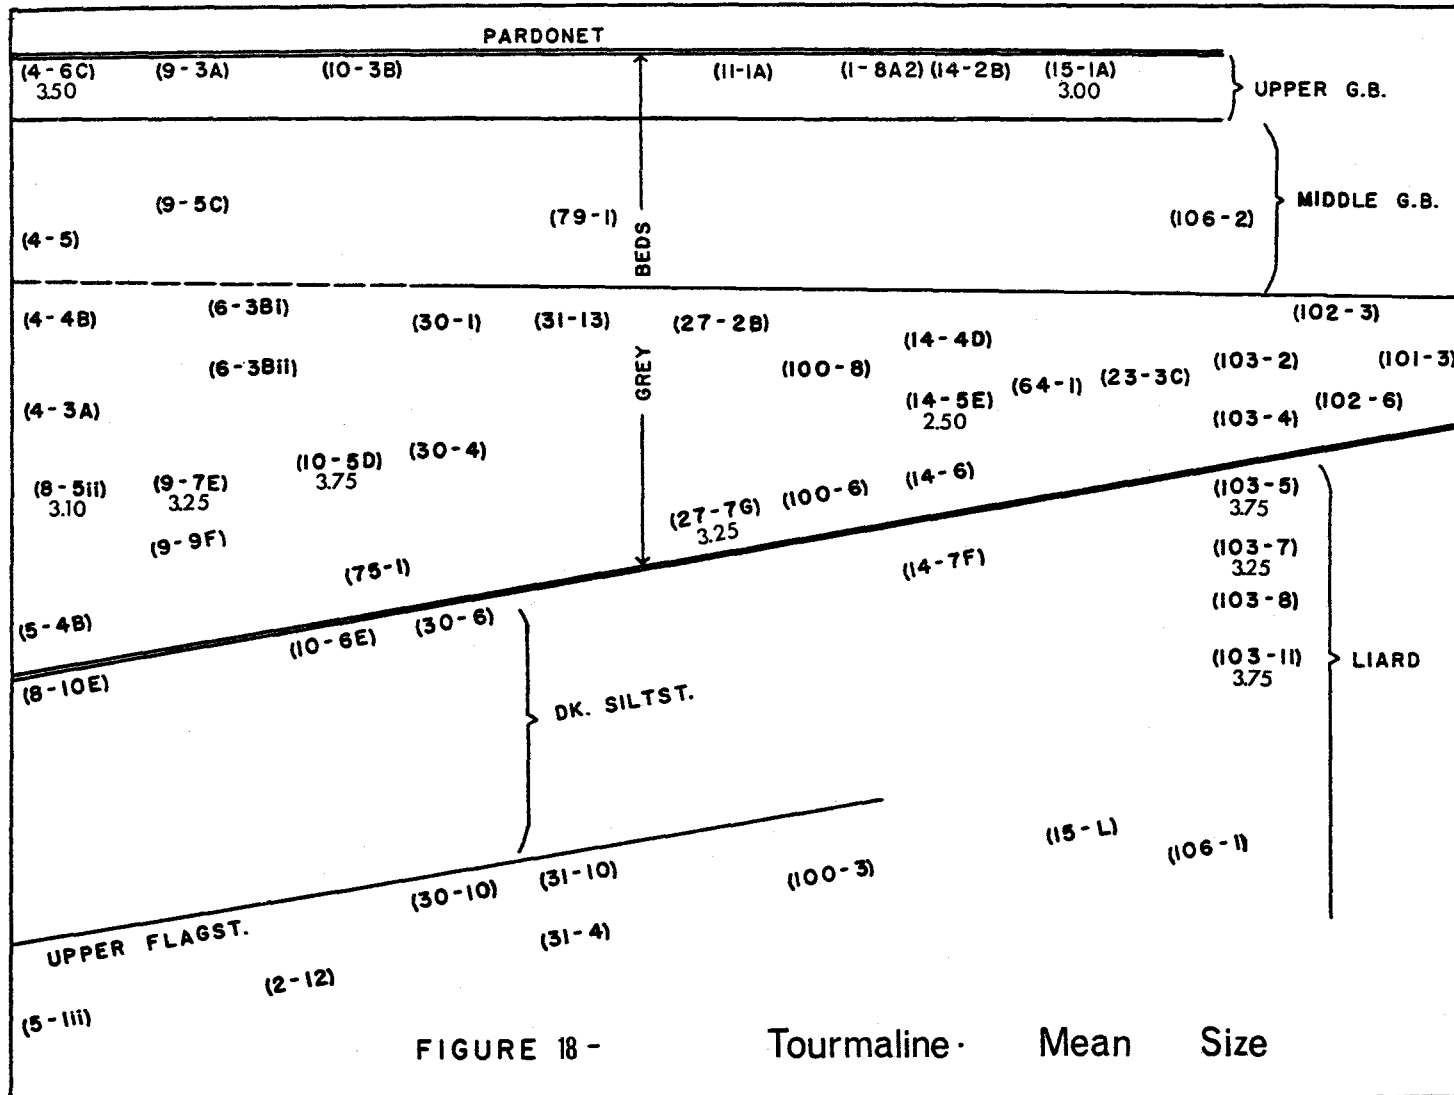 PARDONET
(4-6C) (9-3A) (10-3B) (11-1A) (1-8A2) (14-2B) (15-1A)
3.50 3.00
UPPER G.B.
MIDDLE G.B.
(9-5C) (79-1) (106-2)
(4-5)
BEDS
(4-4B) (6-3Bi) (30-1) (31-13) (27-2B) (14-4D) (102-3)
(6-3Bii) (100-8) (64-1) (23-3C) (103-2) (101-3)
GREY
(4-3A) (14-5E) (103-4) (102-6)
2.50
(8-5ii) (9-7E) (10-5D) (30-4)
3.10 3.25 3.75
(27-7G) (100-6) (14-6) (103-5)
3.25 3.75
(9-9F) (75-1) (14-7F) (103-7)
3.25
(5-4B) (10-6E) (30-6) (103-8)
(8-10E) (103-11)
3.75
LIARD
DK. SILTST.
(15-L) (106-1)
(30-10) (31-10) (100-3)
UPPER FLAGST. (31-4)
(2-12)
(5-1ii)
FIGURE 18- Tourmaline· Mean Size